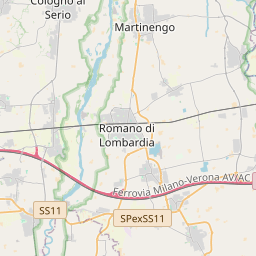 Cologno al
Serio
Martinengo
Romano di
Lombardia
Ferrovia Milano-Verona AV/AC
SS11
SPexSS11